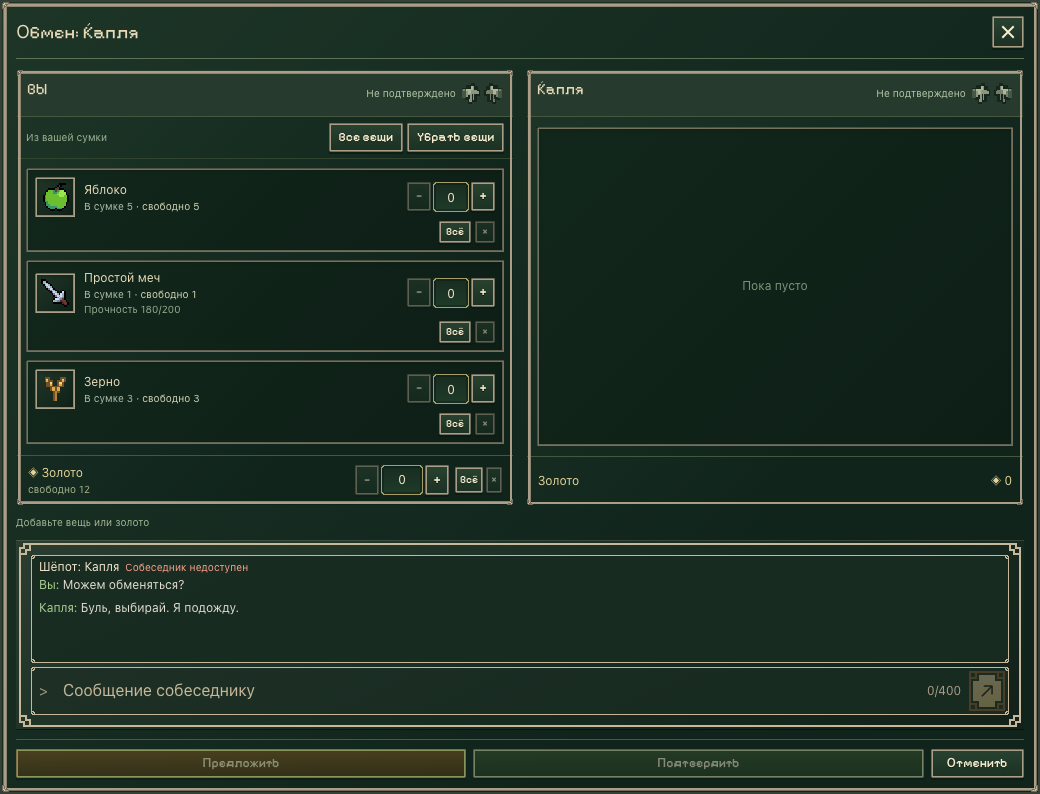 Обмен: Капля
Вы
Не подтверждено
Из вашей сумки
Все вещи
Убрать вещи
Яблоко
В сумке 5 · свободно 5
- 0 +
Всё ×
Простой меч
В сумке 1 · свободно 1
Прочность 180/200
- 0 +
Всё ×
Зерно
В сумке 3 · свободно 3
- 0 +
Всё ×
Золото
свободно 12
- 0 + Всё ×
Капля
Не подтверждено
Пока пусто
Золото
0
Добавьте вещь или золото
Шёпот: Капля Собеседник недоступен
Вы: Можем обменяться?
Капля: Буль, выбирай. Я подожду.
> Сообщение собеседнику
0/400
Предложить
Подтвердить
Отменить